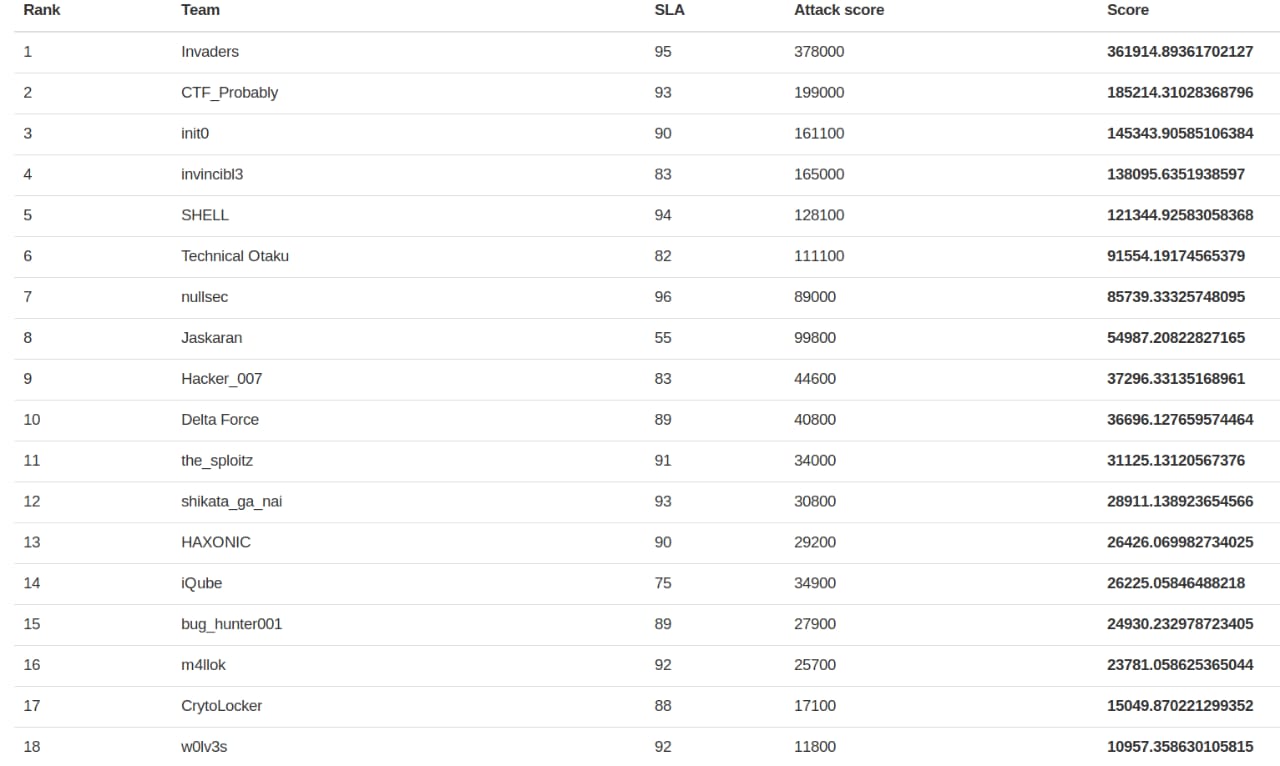 Rank Team SLA Attack score Score
1 Invaders 95 378000 361914.89361702127
2 CTF_Probably 93 199000 185214.31028368796
3 init0 90 161100 145343.90585106384
4 invincibl3 83 165000 138095.6351938597
5 SHELL 94 128100 121344.92583058368
6 Technical Otaku 82 111100 91554.19174565379
7 nullsec 96 89000 85739.33325748095
8 Jaskaran 55 99800 54987.20822827165
9 Hacker_007 83 44600 37296.33135168961
10 Delta Force 89 40800 36696.127659574464
11 the_sploitz 91 34000 31125.13120567376
12 shikata_ga_nai 93 30800 28911.138923654566
13 HAXONIC 90 29200 26426.069982734025
14 iQube 75 34900 26225.05846488218
15 bug_hunter001 89 27900 24930.232978723405
16 m4llok 92 25700 23781.058625365044
17 CrytoLocker 88 17100 15049.870221299352
18 w0lv3s 92 11800 10957.358630105815